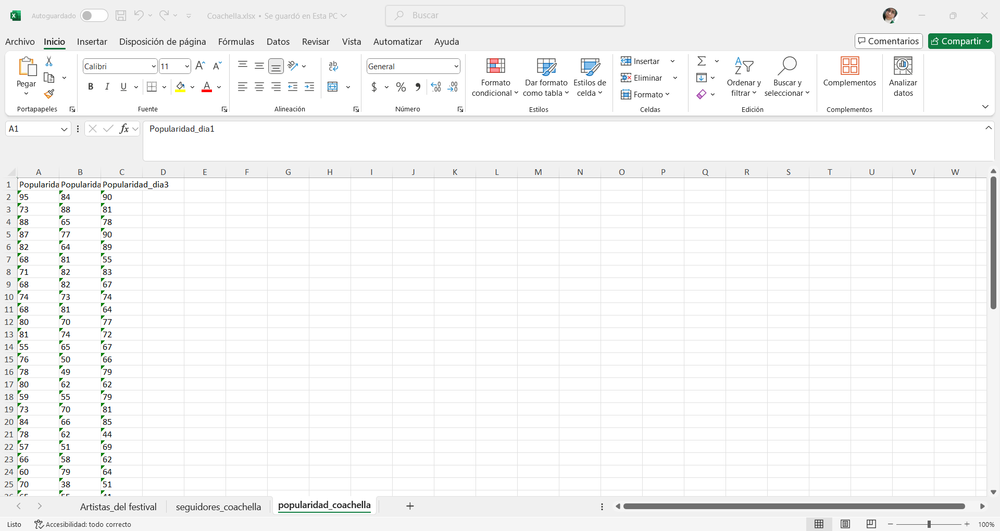 Autoguardado
Coachella.xlsx • Se guardó en Esta PC
Buscar
Archivo Inicio Insertar Disposición de página Fórmulas Datos Revisar Vista Automatizar Ayuda
Comentarios Compartir
Pegar
Portapapeles
Calibri 11
N K S
Fuente
Alineación
General
$ % 000
Número
Formato condicional
Dar formato como tabla
Estilos de celda
Estilos
Insertar
Eliminar
Formato
Celdas
Ordenar y filtrar
Buscar y seleccionar
Edición
Complementos
Complementos
Analizar datos
A1 fx Popularidad_dia1
A B C D E F G H I J K L M N O P Q R S T U V W
1 Popularida Popularida Popularidad_dia3
2 95 84 90
3 73 88 81
4 88 65 78
5 87 77 90
6 82 64 89
7 68 81 55
8 71 82 83
9 68 82 67
10 74 73 74
11 68 81 64
12 80 70 77
13 81 74 72
14 55 65 67
15 76 50 66
16 78 49 79
17 80 62 62
18 59 55 79
19 73 70 81
20 84 66 85
21 78 62 44
22 57 51 69
23 66 58 62
24 60 79 64
25 70 38 51
Artistas_del festival seguidores_coachella popularidad_coachella
Listo Accesibilidad: todo correcto 100%